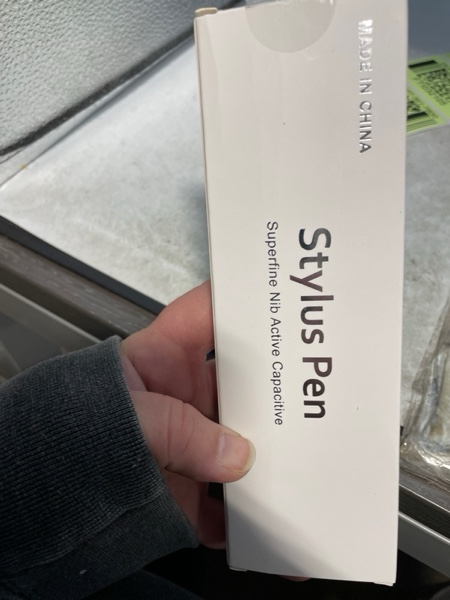 MADE IN CHINA
Stylus Pen
Superfine Nib Active Capacitive